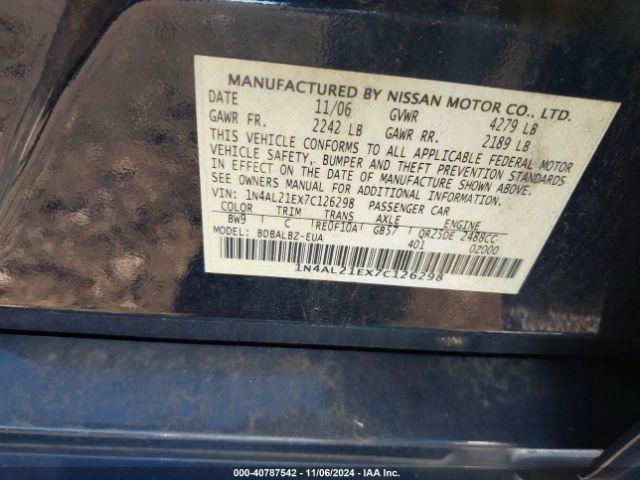 MANUFACTURED BY NISSAN MOTOR CO., LTD.
DATE 11/06 GVWR 4279 LB
GAWR FR. 2242 LB GAWR RR. 2189 LB
THIS VEHICLE CONFORMS TO ALL APPLICABLE FEDERAL MOTOR
VEHICLE SAFETY, BUMPER AND THEFT PREVENTION STANDARDS
IN EFFECT ON THE DATE OF MANUFACTURE SHOWN ABOVE.
SEE OWNERS MANUAL FOR ADDITIONAL INFORMATION.
VIN: 1N4AL21EX7C126298 PASSENGER CAR
COLOR TRIM TRANS AXLE ENGINE
BW9 C RE0F10A GB57 QR25DE 2488CC
MODEL: BDBALBZ-EUA 401 02000
1N4AL21EX7C126298
000-40787542 - 11/06/2024 - IAA Inc.